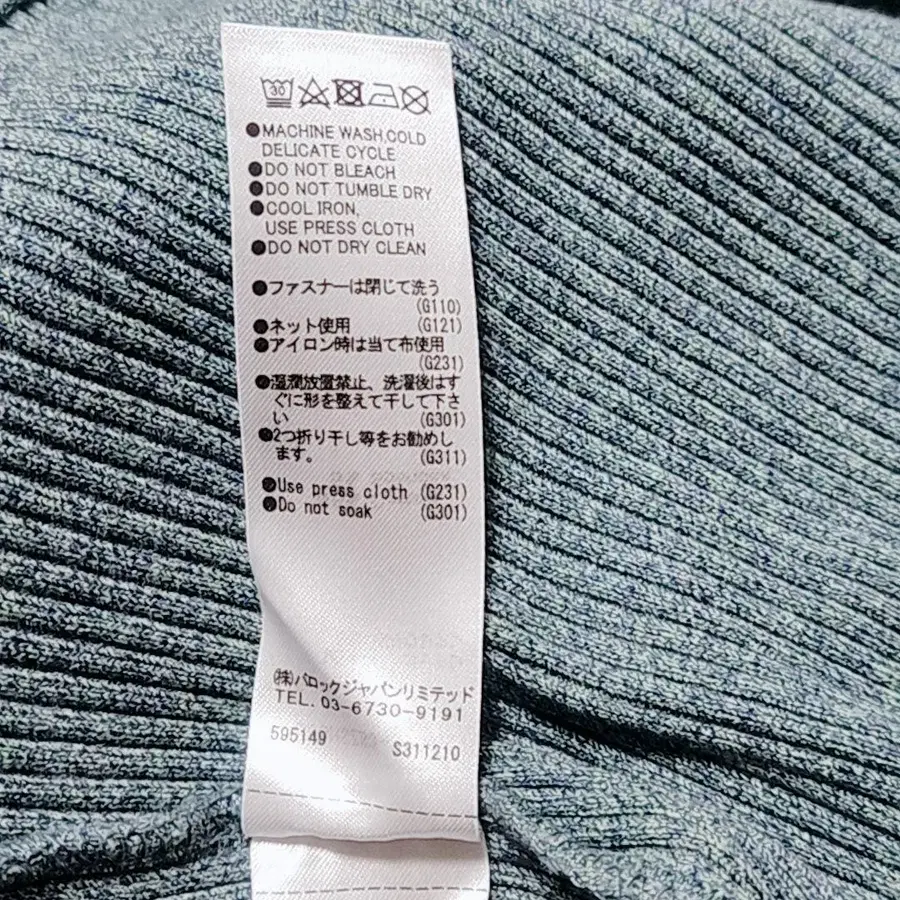 30
●MACHINE WASH,COLD
DELICATE CYCLE
●DO NOT BLEACH
●DO NOT TUMBLE DRY
●COOL IRON,
USE PRESS CLOTH
●DO NOT DRY CLEAN
●ファスナーは閉じて洗う
(G110)
●ネット使用 (G121)
●アイロン時は当て布使用
(G231)
●湿潤放置禁止、洗濯後はす
ぐに形を整えて干して下さ
い (G301)
●2つ折り干し等をお勧めし
ます。 (G311)
●Use press cloth (G231)
●Do not soak (G301)
㈱バロックジャパンリミテッド
TEL. 03-6730-9191
595149 S311210